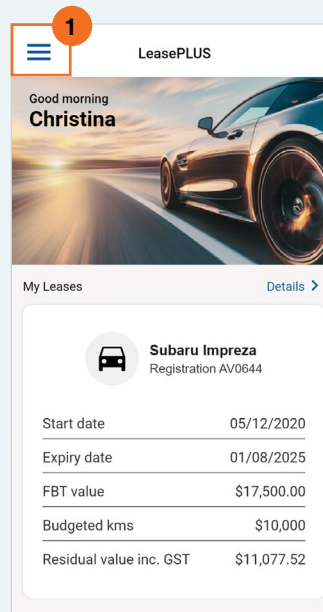 1
LeasePLUS
Good morning
Christina
My Leases Details >
Subaru Impreza
Registration AV0644
Start date 05/12/2020
Expiry date 01/08/2025
FBT value $17,500.00
Budgeted kms $10,000
Residual value inc. GST $11,077.52